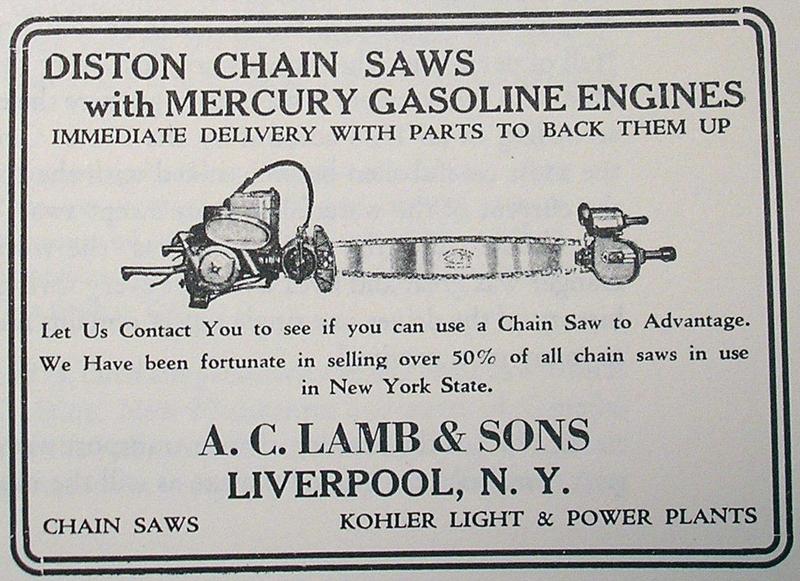 DISTON CHAIN SAWS
with MERCURY GASOLINE ENGINES
IMMEDIATE DELIVERY WITH PARTS TO BACK THEM UP
Let Us Contact You to see if you can use a Chain Saw to Advantage.
We Have been fortunate in selling over 50% of all chain saws in use
in New York State.
A. C. LAMB & SONS
LIVERPOOL, N. Y.
CHAIN SAWS KOHLER LIGHT & POWER PLANTS